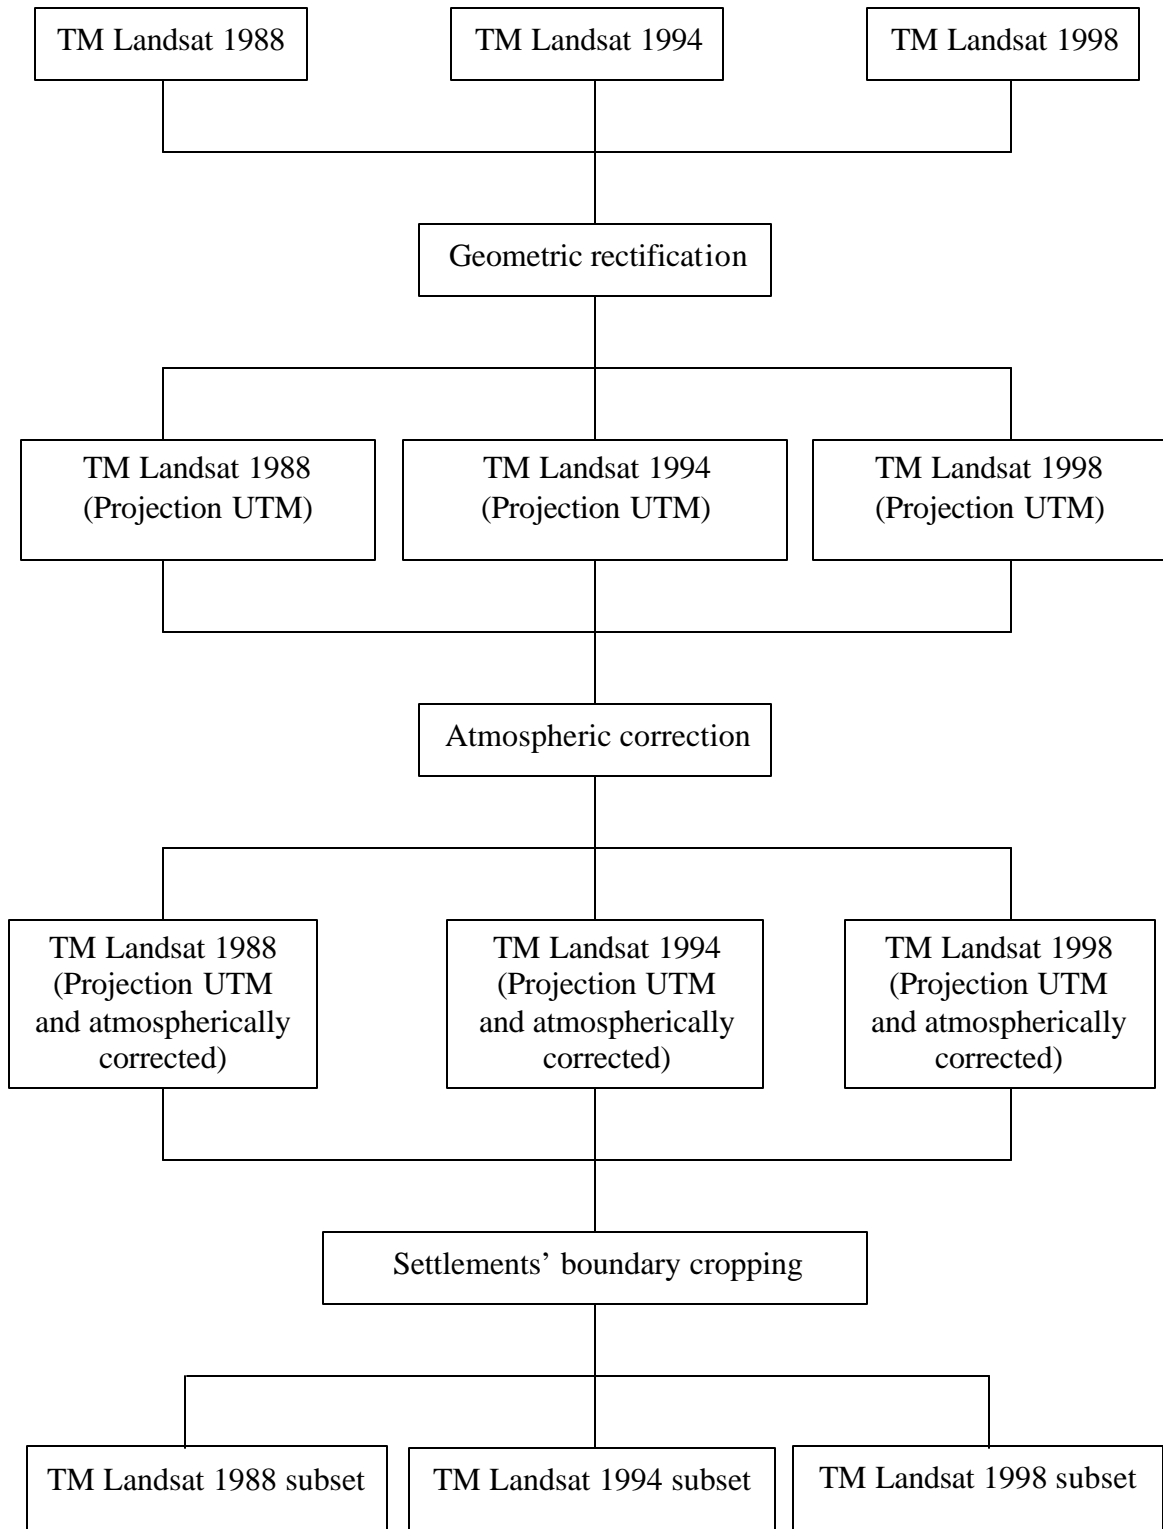 TM Landsat 1988
TM Landsat 1994
TM Landsat 1998
Geometric rectification
TM Landsat 1988
(Projection UTM)
TM Landsat 1994
(Projection UTM)
TM Landsat 1998
(Projection UTM)
Atmospheric correction
TM Landsat 1988
(Projection UTM
and atmospherically
corrected)
TM Landsat 1994
(Projection UTM
and atmospherically
corrected)
TM Landsat 1998
(Projection UTM
and atmospherically
corrected)
Settlements’ boundary cropping
TM Landsat 1988 subset
TM Landsat 1994 subset
TM Landsat 1998 subset